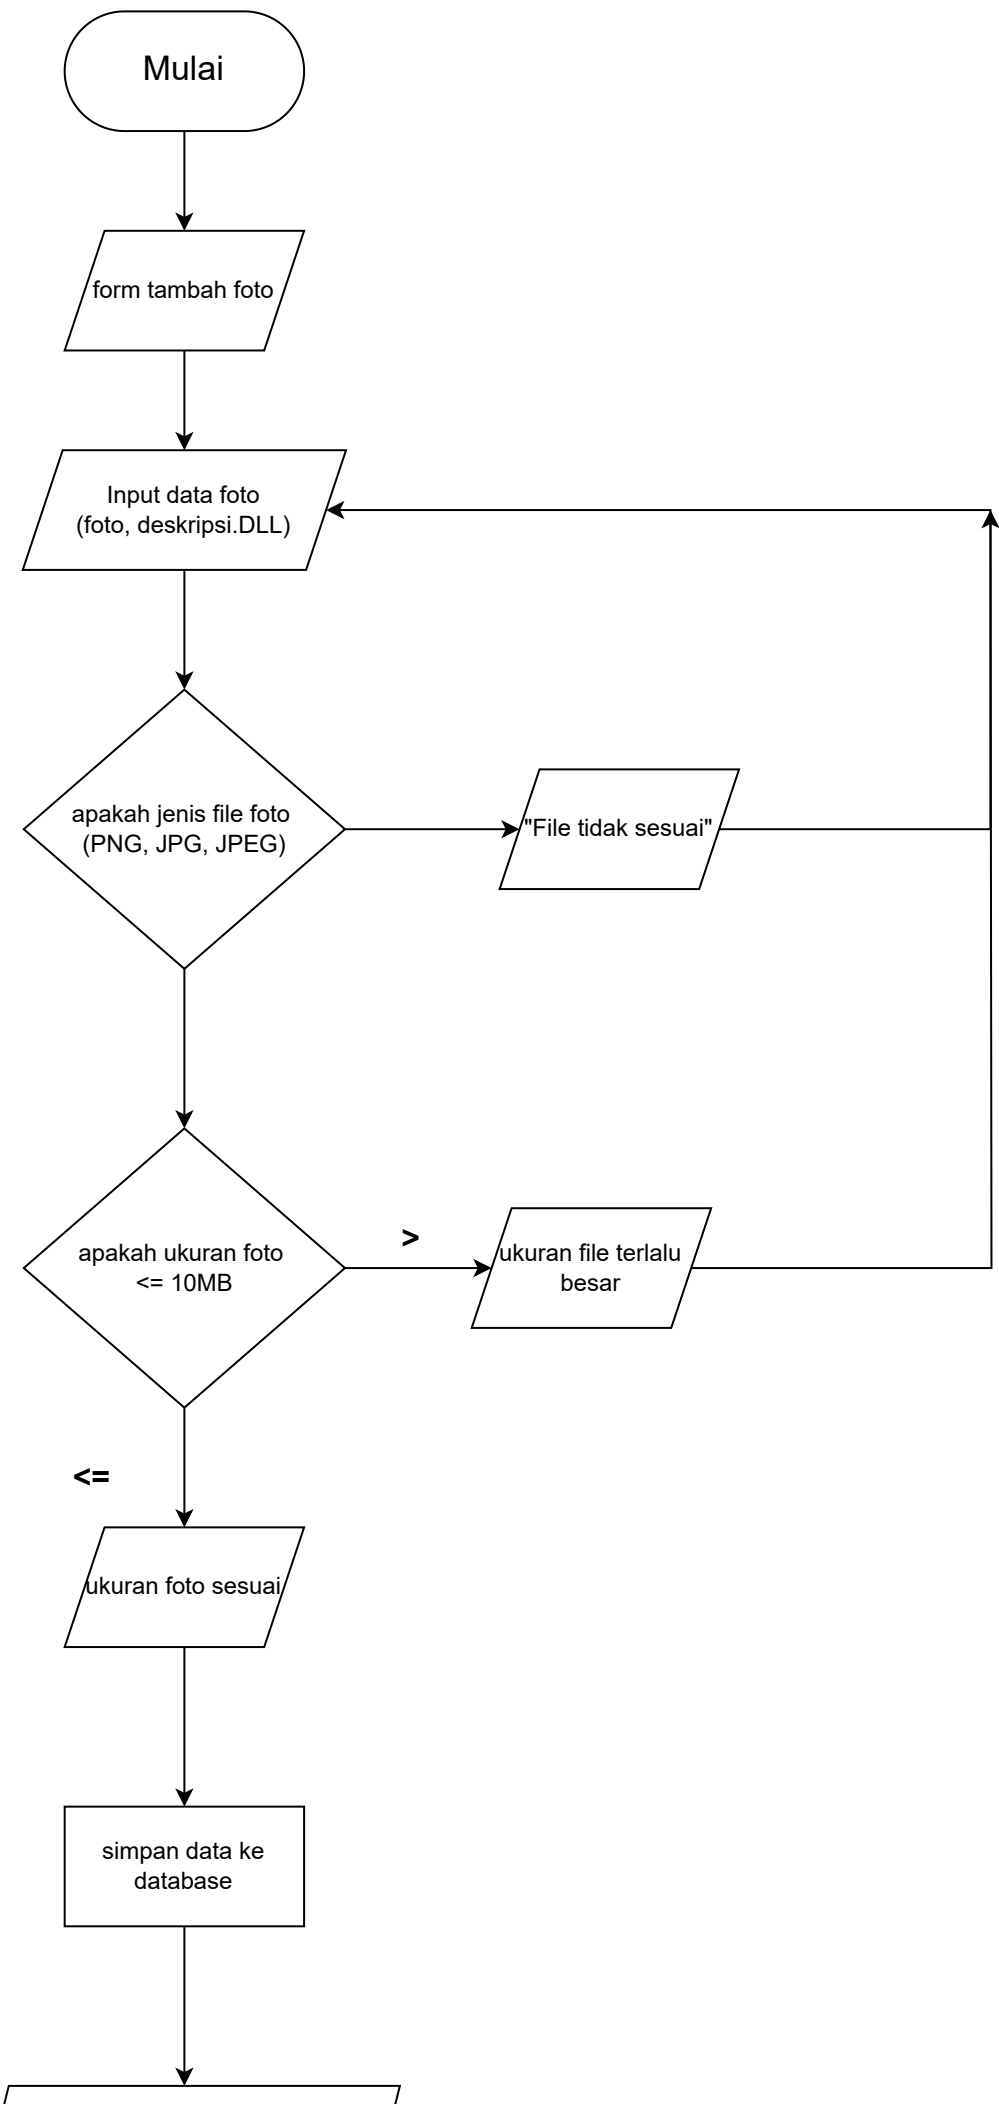 Mulai
form tambah foto
Input data foto
(foto, deskripsi.DLL)
apakah jenis file foto
(PNG, JPG, JPEG)
"File tidak sesuai"
apakah ukuran foto
<= 10MB
>
ukuran file terlalu
besar
<=
ukuran foto sesuai
simpan data ke
database